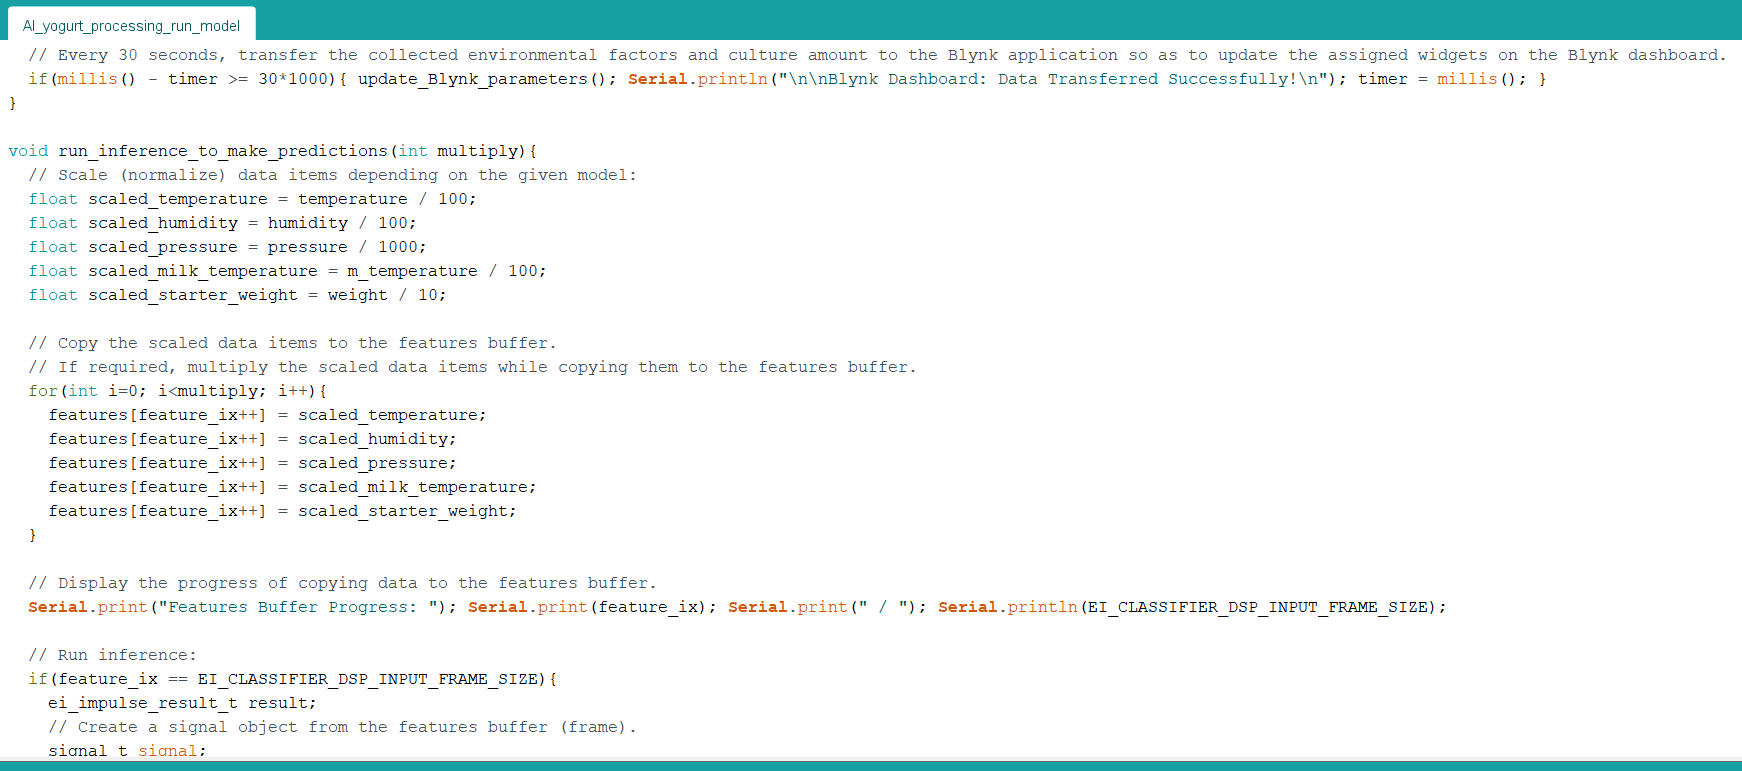 AI_yogurt_processing_run_model
// Every 30 seconds, transfer the collected environmental factors and culture amount to the Blynk application so as to update the assigned widgets on the Blynk dashboard.
if(millis() - timer >= 30*1000){ update_Blynk_parameters(); Serial.println("\n\nBlynk Dashboard: Data Transferred Successfully!\n"); timer = millis(); }
}
void run_inference_to_make_predictions(int multiply){
// Scale (normalize) data items depending on the given model:
float scaled_temperature = temperature / 100;
float scaled_humidity = humidity / 100;
float scaled_pressure = pressure / 1000;
float scaled_milk_temperature = m_temperature / 100;
float scaled_starter_weight = weight / 10;
// Copy the scaled data items to the features buffer.
// If required, multiply the scaled data items while copying them to the features buffer.
for(int i=0; i<multiply; i++){
features[feature_ix++] = scaled_temperature;
features[feature_ix++] = scaled_humidity;
features[feature_ix++] = scaled_pressure;
features[feature_ix++] = scaled_milk_temperature;
features[feature_ix++] = scaled_starter_weight;
}
// Display the progress of copying data to the features buffer.
Serial.print("Features Buffer Progress: "); Serial.print(feature_ix); Serial.print(" / "); Serial.println(EI_CLASSIFIER_DSP_INPUT_FRAME_SIZE);
// Run inference:
if(feature_ix == EI_CLASSIFIER_DSP_INPUT_FRAME_SIZE){
ei_impulse_result_t result;
// Create a signal object from the features buffer (frame).
signal_t signal;